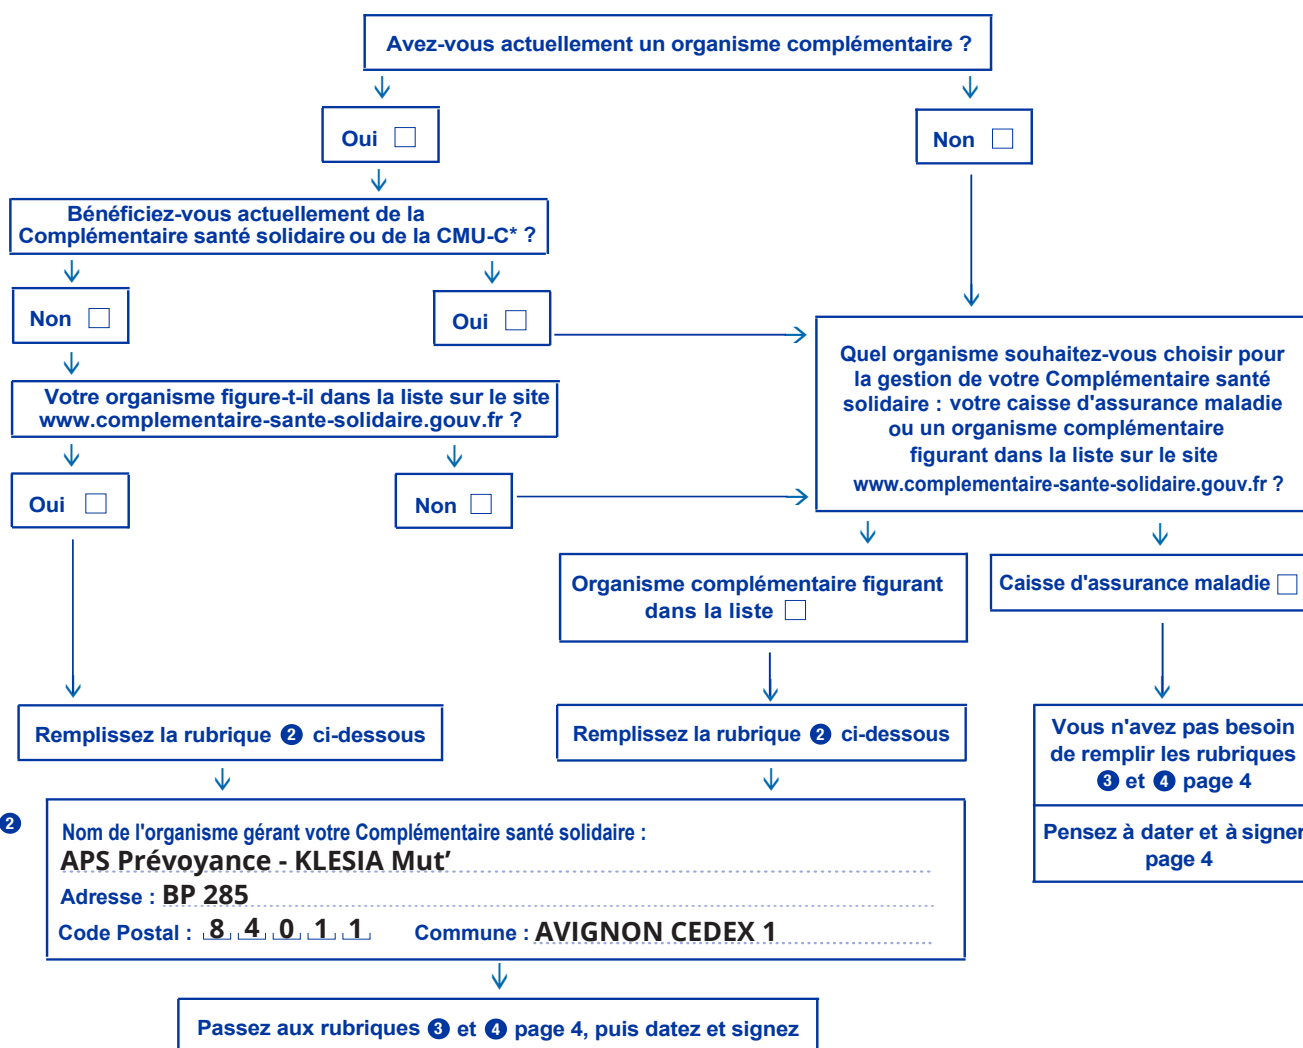 Avez-vous actuellement un organisme complémentaire ?
Oui
Non
Bénéficiez-vous actuellement de la
Complémentaire santé solidaire ou de la CMU-C* ?
Non
Oui
Quel organisme souhaitez-vous choisir pour
la gestion de votre Complémentaire santé
solidaire : votre caisse d'assurance maladie
ou un organisme complémentaire
figurant dans la liste sur le site
www.complementaire-sante-solidaire.gouv.fr ?
Votre organisme figure-t-il dans la liste sur le site
www.complementaire-sante-solidaire.gouv.fr ?
Oui
Non
Organisme complémentaire figurant
dans la liste
Caisse d'assurance maladie
Remplissez la rubrique 2 ci-dessous
Remplissez la rubrique 2 ci-dessous
Vous n'avez pas besoin
de remplir les rubriques
3 et 4 page 4
Pensez à dater et à signer
page 4
2
Nom de l'organisme gérant votre Complémentaire santé solidaire :
APS Prévoyance - KLESIA Mut’
Adresse : BP 285
Code Postal : 8 4 0 1 1 Commune : AVIGNON CEDEX 1
Passez aux rubriques 3 et 4 page 4, puis datez et signez